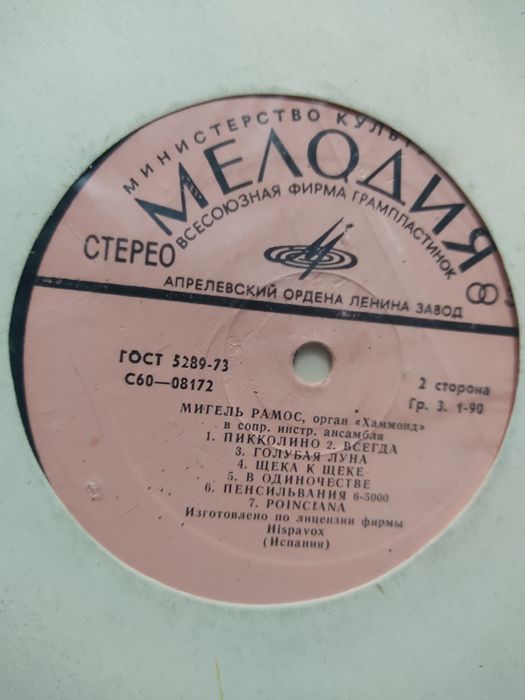 МИНИСТЕРСТВО
МЕЛОДИЯ
ВСЕСОЮЗНАЯ ФИРМА ГРАМПЛАСТИНОК
СТЕРЕО
АПРЕЛЕВСКИЙ ОРДЕНА ЛЕНИНА ЗАВОД
ГОСТ 5289-73
С60—08172
2 сторона
Гр. 3. 1-90
МИГЕЛЬ РАМОС, орган «Хаммонд»
в сопр. инстр. ансамбля
1. ПИККОЛИНО 2. ВСЕГДА
3. ГОЛУБАЯ ЛУНА
4. ЩЕКА К ЩЕКЕ
5. В ОДИНОЧЕСТВЕ
6. ПЕНСИЛЬВАНИЯ 6-5000
7. POINCIANA
Изготовлено по лицензии фирмы
Hispavox
(Испания)